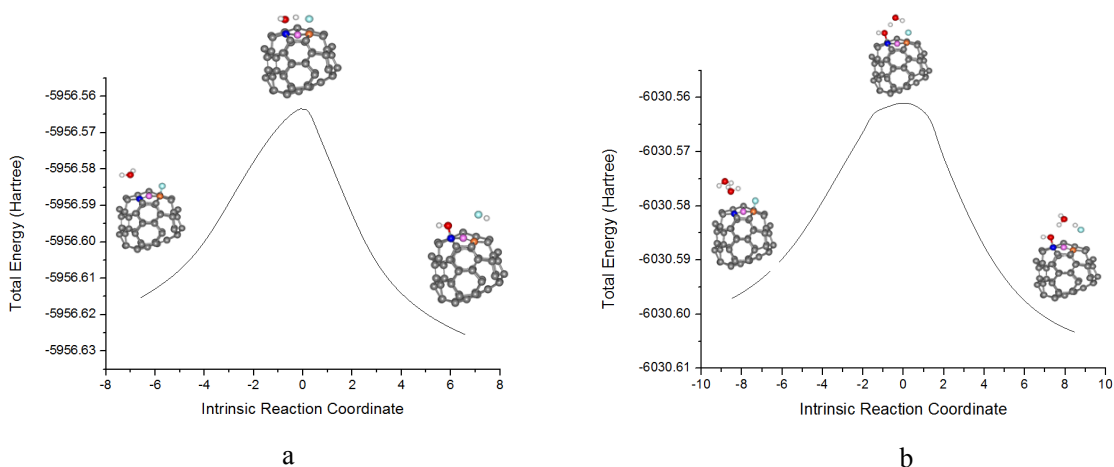 -5956.56
-5956.57
-5956.58
-5956.59
-5956.60
-5956.61
-5956.62
-5956.63
Total Energy (Hartree)
-8 -6 -4 -2 0 2 4 6 8
Intrinsic Reaction Coordinate
a
-6030.56
-6030.57
-6030.58
-6030.59
-6030.60
-6030.61
Total Energy (Hartree)
-10 -8 -6 -4 -2 0 2 4 6 8 10
Intrinsic Reaction Coordinate
b